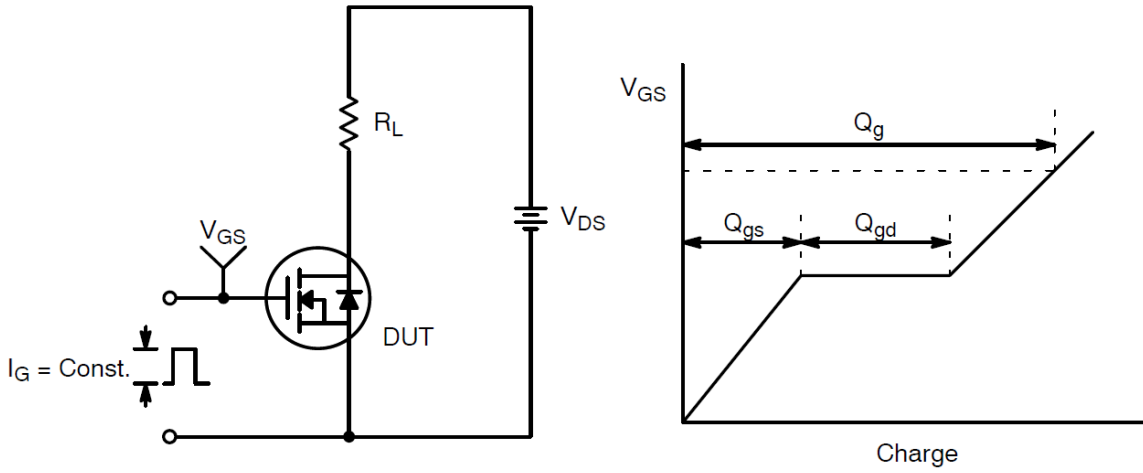 R_L
V_GS
V_DS
DUT
I_G = Const.
V_GS
Q_g
Q_gs
Q_gd
Charge